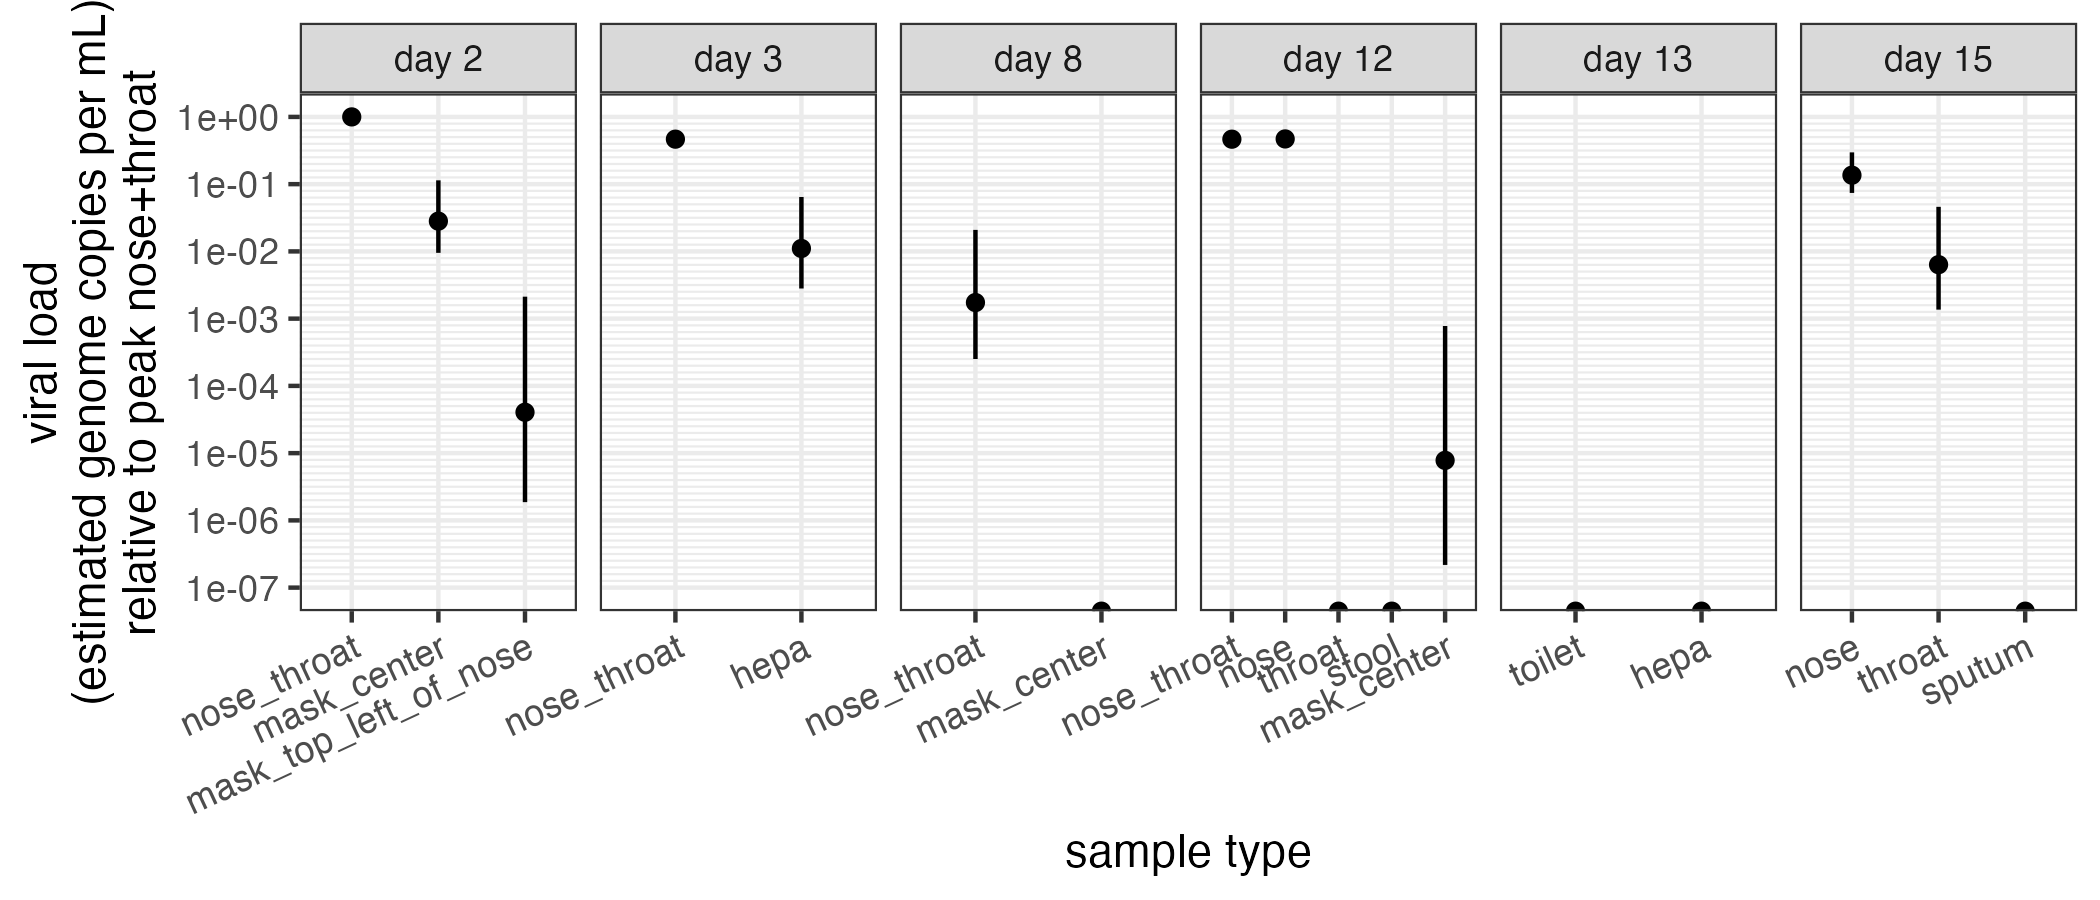 viral load
(estimated genome copies per mL)
relative to peak nose+throat
day 2
day 3
day 8
day 12
day 13
day 15
1e+00
1e-01
1e-02
1e-03
1e-04
1e-05
1e-06
1e-07
nose_throat
mask_center
mask_top_left_of_nose
nose_throat
hepa
nose_throat
mask_center
nose_throat
nose
throat
stool
mask_center
toilet
hepa
nose
throat
sputum
sample type